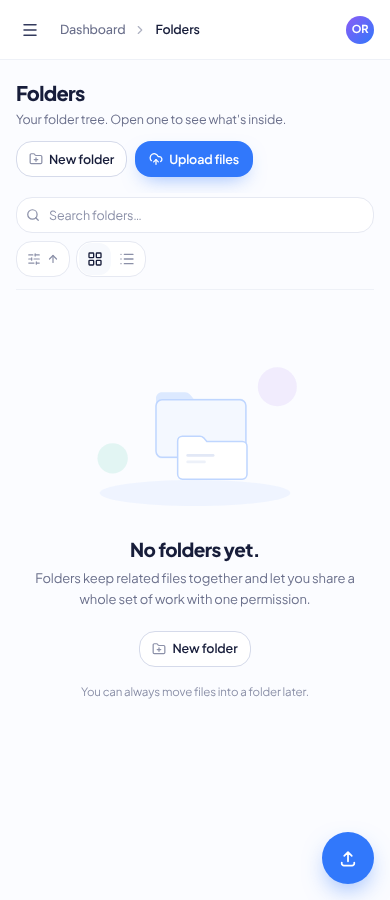 Dashboard
Folders
OR
Folders
Your folder tree. Open one to see what's inside.
New folder
Upload files
Search folders...
No folders yet.
Folders keep related files together and let you share a
whole set of work with one permission.
New folder
You can always move files into a folder later.